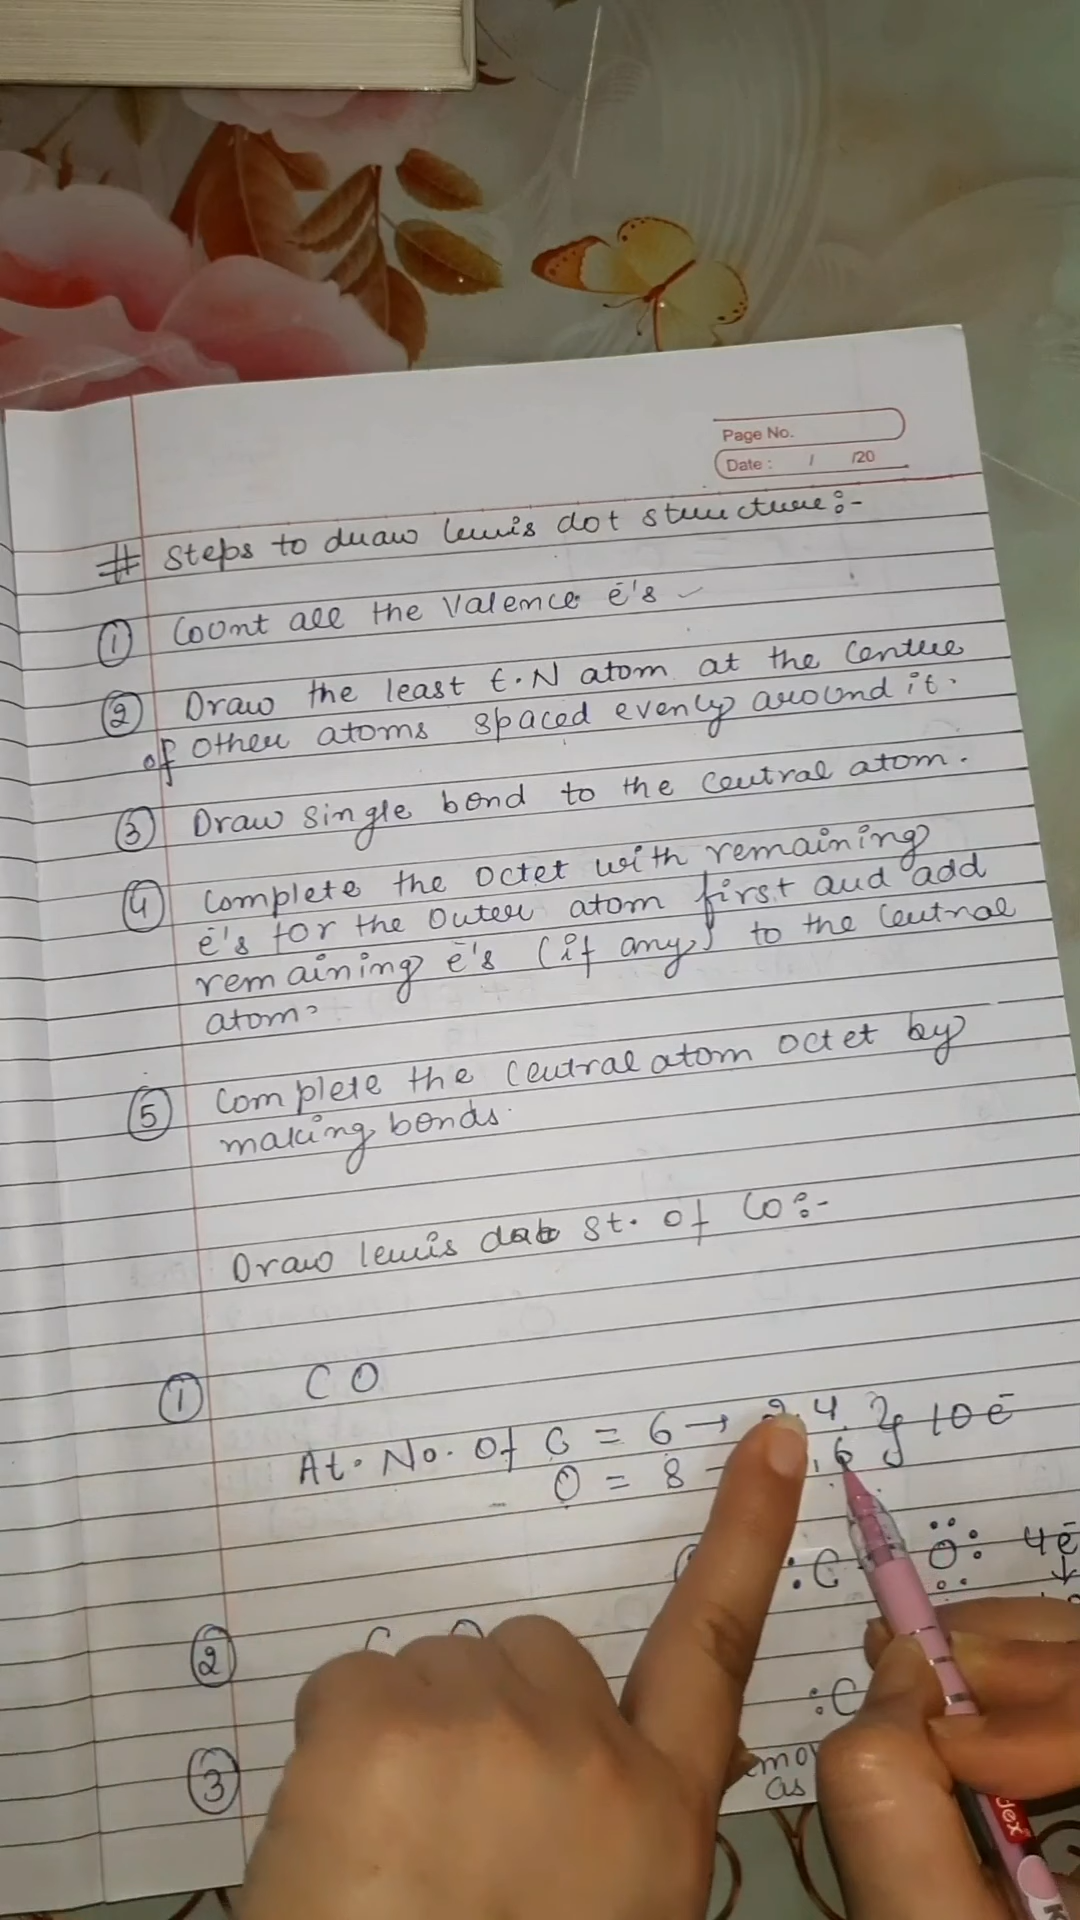 Page No.
Date : / /20
# Steps to draw lewis dot structure:-
① Count all the Valence e̅'s
② Draw the least E.N atom at the centre
of other atoms spaced evenly around it.
③ Draw single bond to the central atom.
④ Complete the octet with remaining
e̅'s for the outer atom first and add
remaining e̅'s (if any) to the central
atom.
⑤ Complete the central atom octet by
making bonds.
Draw lewis dot st. of CO:-
① CO
At. No. of C = 6 → 2,4 } 10 e̅
O = 8 ,6
:C O 4e̅
②
:C
③
as